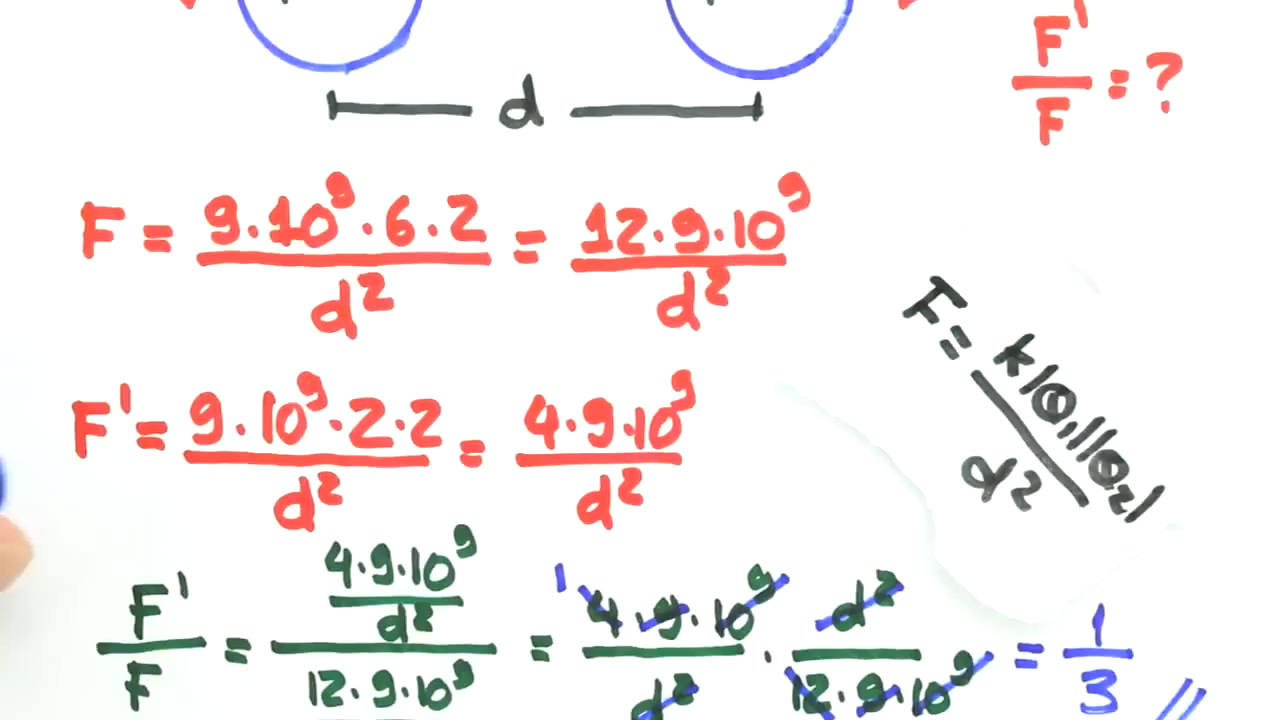 F'/F = ?
d
F = 9·10⁹·6·2/d² = 12·9·10⁹/d²
F = k|Q₁||Q₂|/d²
F' = 9·10⁹·2·2/d² = 4·9·10⁹/d²
F'/F = (4·9·10⁹/d²)/(12·9·10⁹) = 4·9·10⁹/d² · d²/12·9·10⁹ = 1/3 //
1